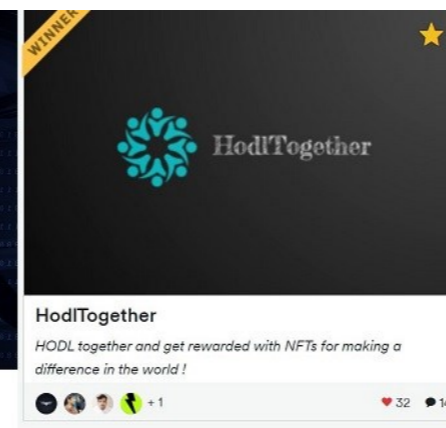 WINNER
HodlTogether
HodlTogether
HODL together and get rewarded with NFTs for making a
difference in the world !
+ 1
32